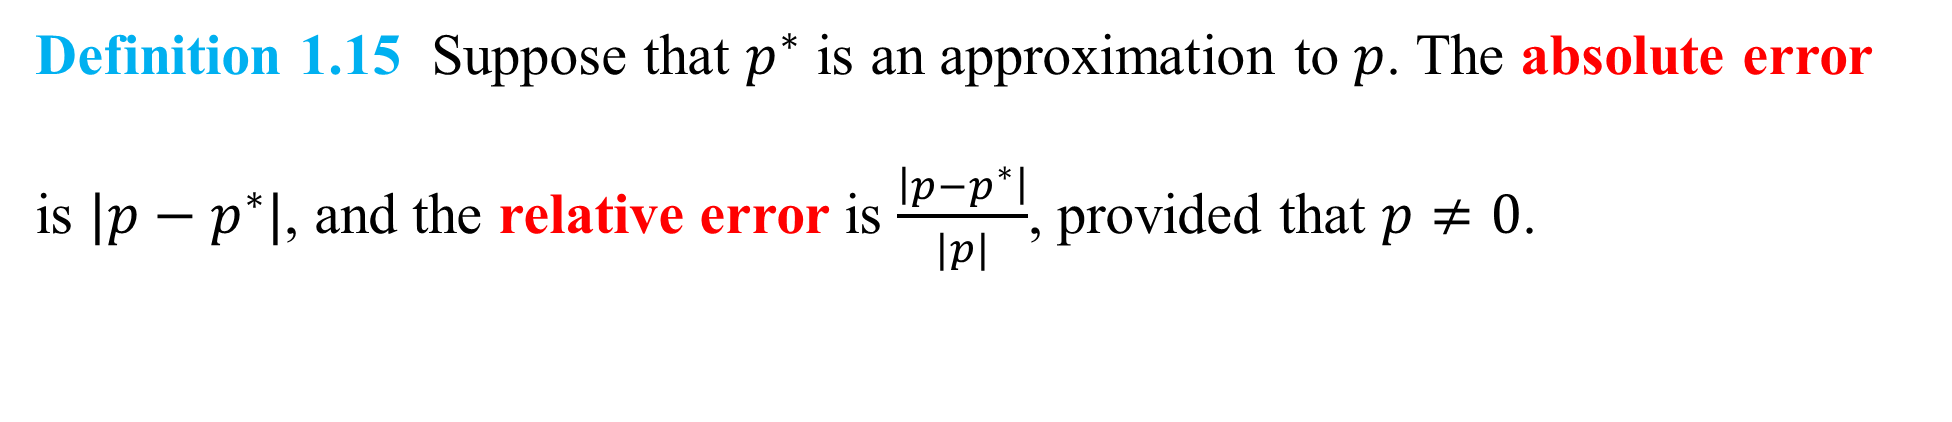 Definition 1.15 Suppose that p* is an approximation to p. The absolute error
is |p − p*|, and the relative error is |p−p*|/|p|, provided that p ≠ 0.